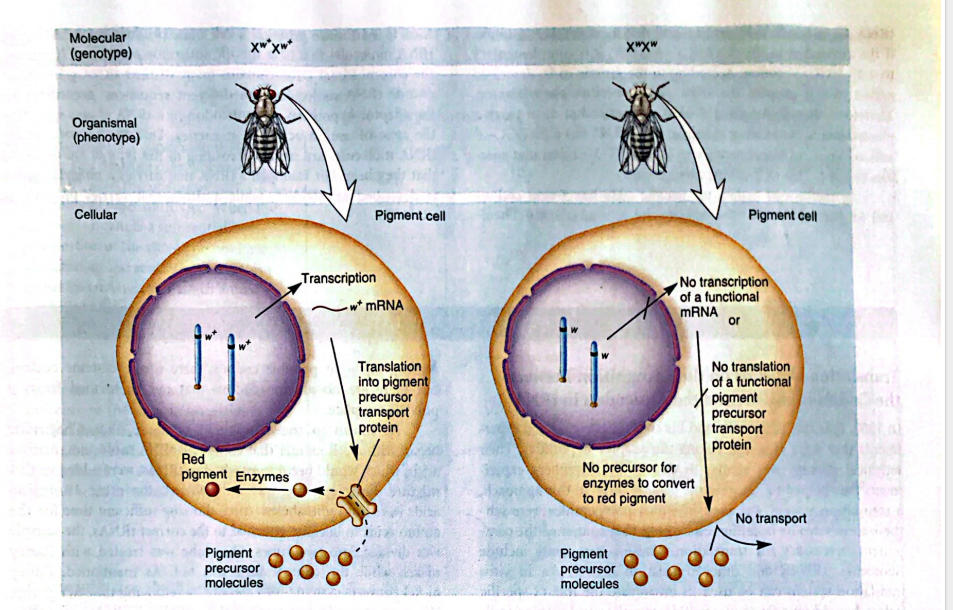 Molecular
(genotype)
Xw+Xw+
XwXw
Organismal
(phenotype)
Cellular
Pigment cell
Pigment cell
Transcription
w+ mRNA
w+
w+
Translation
into pigment
precursor
transport
protein
Red
pigment
Enzymes
Pigment
precursor
molecules
No transcription
of a functional
mRNA or
w
w
No translation
of a functional
pigment
precursor
transport
protein
No precursor for
enzymes to convert
to red pigment
No transport
Pigment
precursor
molecules